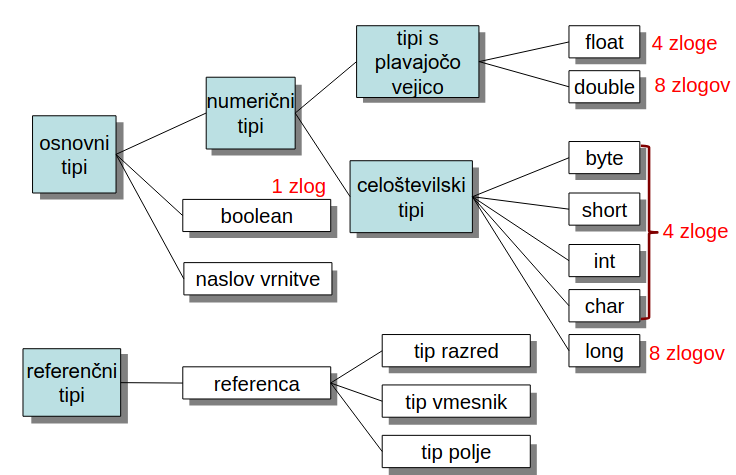 osnovni
tipi
numerični
tipi
tipi s
plavajočo
vejico
float
4 zloge
double
8 zlogov
1 zlog
boolean
naslov vrnitve
celoštevilski
tipi
byte
short
int
char
4 zloge
long
8 zlogov
referenčni
tipi
referenca
tip razred
tip vmesnik
tip polje